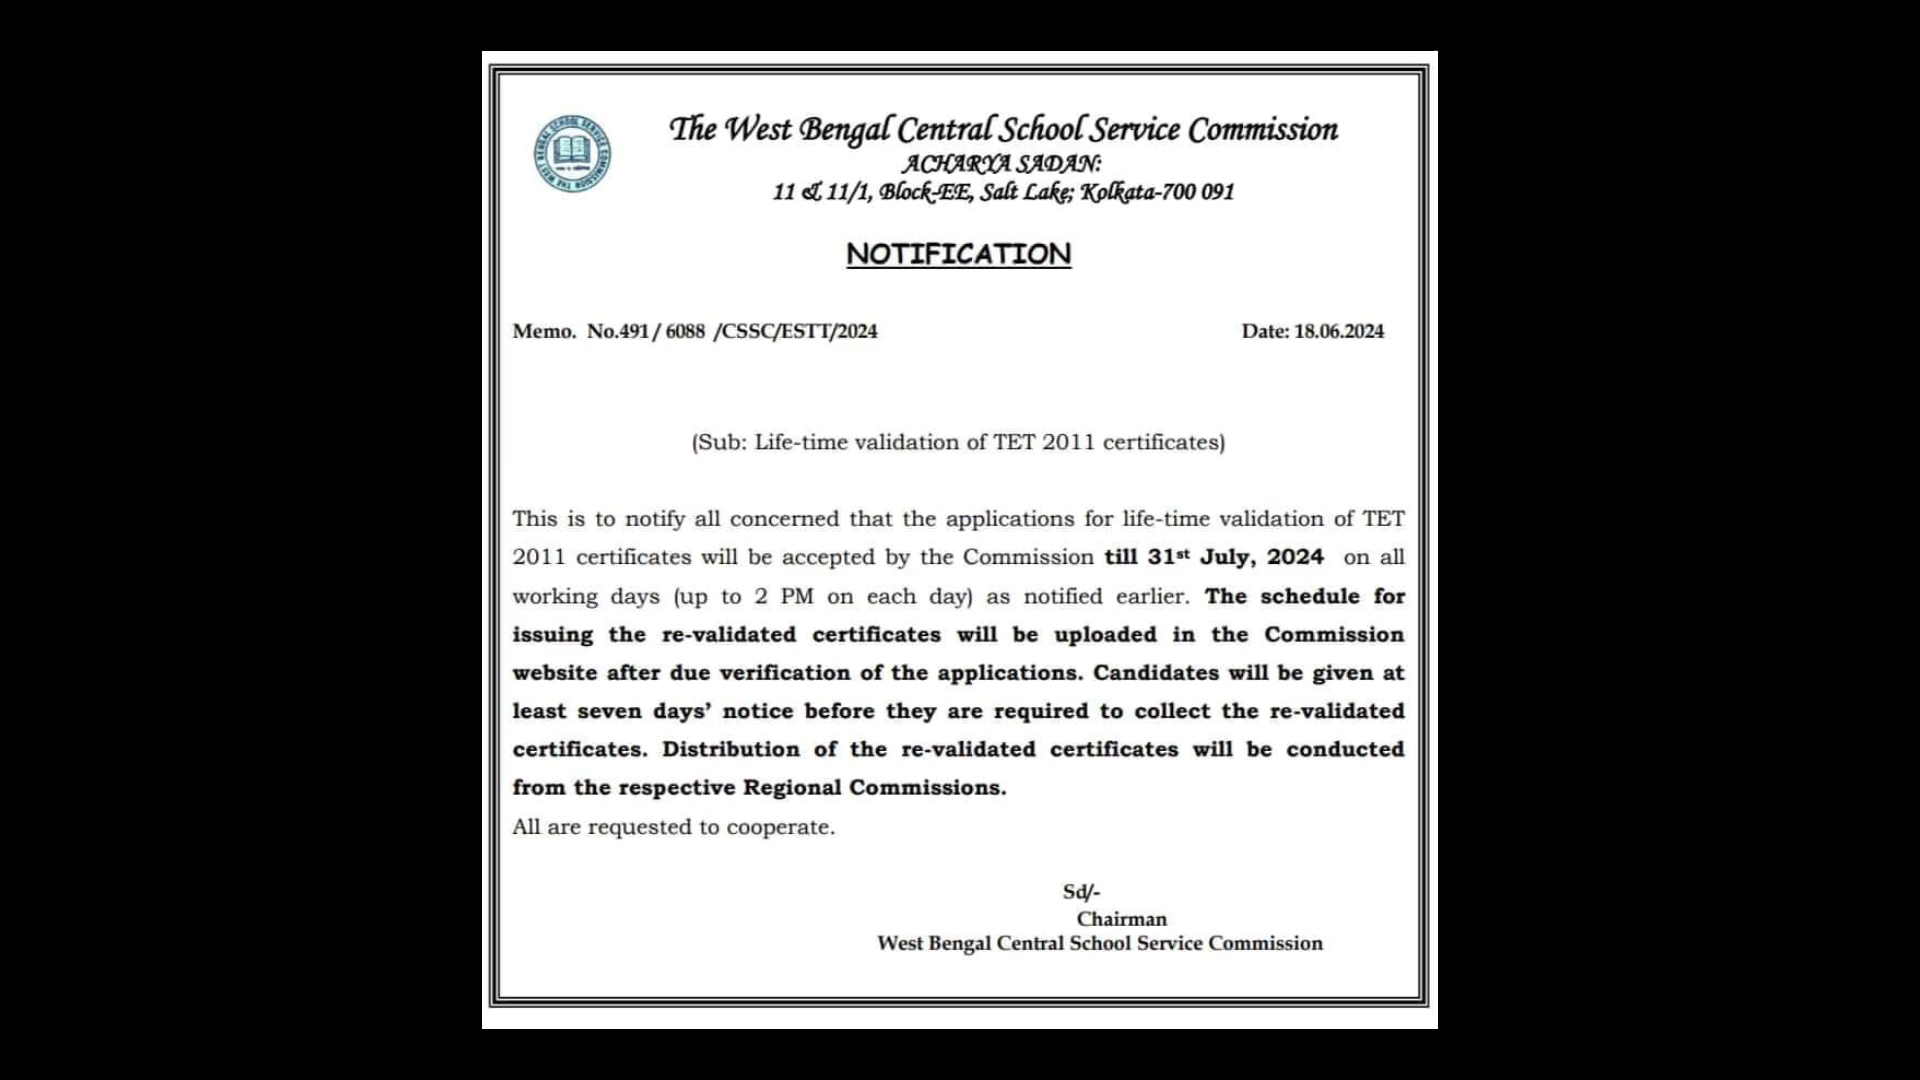 The West Bengal Central School Service Commission
ACHARYA SADAN:
11 & 11/1, Block-EE, Salt Lake; Kolkata-700 091
NOTIFICATION
Memo. No.491/ 6088 /CSSC/ESTT/2024 Date: 18.06.2024
(Sub: Life-time validation of TET 2011 certificates)
This is to notify all concerned that the applications for life-time validation of TET
2011 certificates will be accepted by the Commission till 31st July, 2024 on all
working days (up to 2 PM on each day) as notified earlier. The schedule for
issuing the re-validated certificates will be uploaded in the Commission
website after due verification of the applications. Candidates will be given at
least seven days’ notice before they are required to collect the re-validated
certificates. Distribution of the re-validated certificates will be conducted
from the respective Regional Commissions.
All are requested to cooperate.
Sd/-
Chairman
West Bengal Central School Service Commission